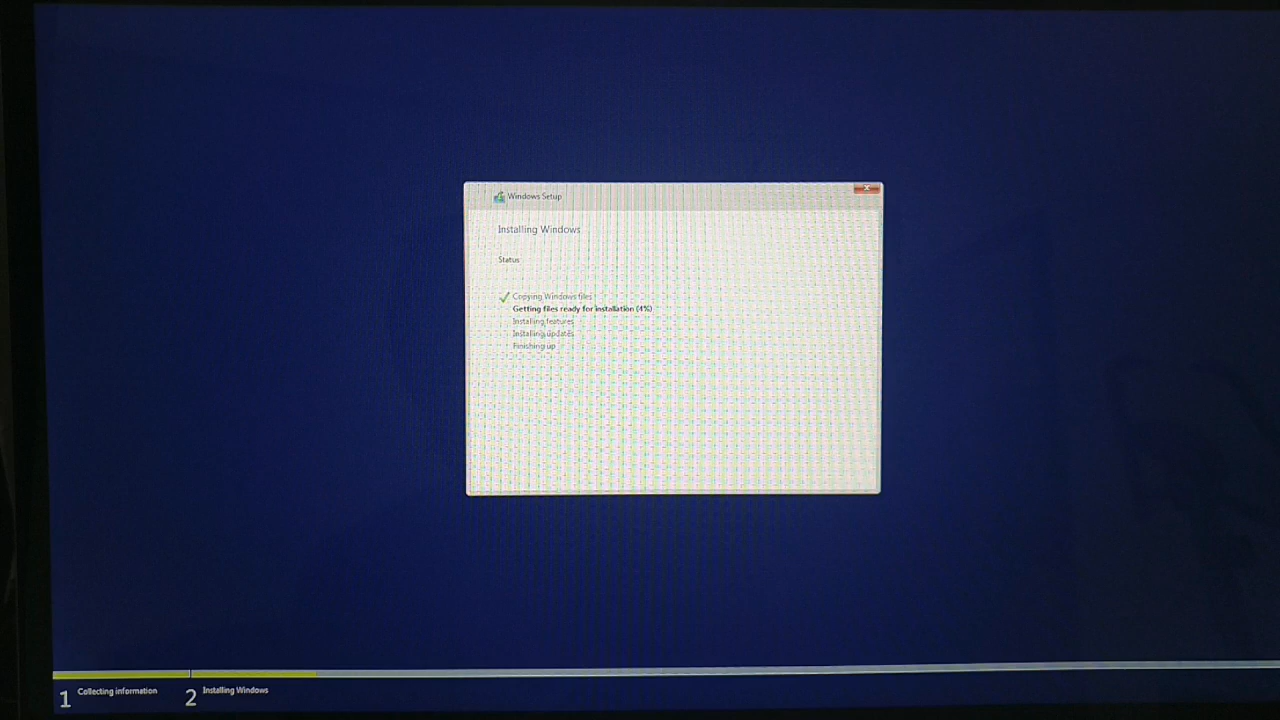 Windows Setup
Installing Windows
Status
Copying Windows files
Getting files ready for installation (4%)
Installing features
Installing updates
Finishing up
1 Collecting information
2 Installing Windows